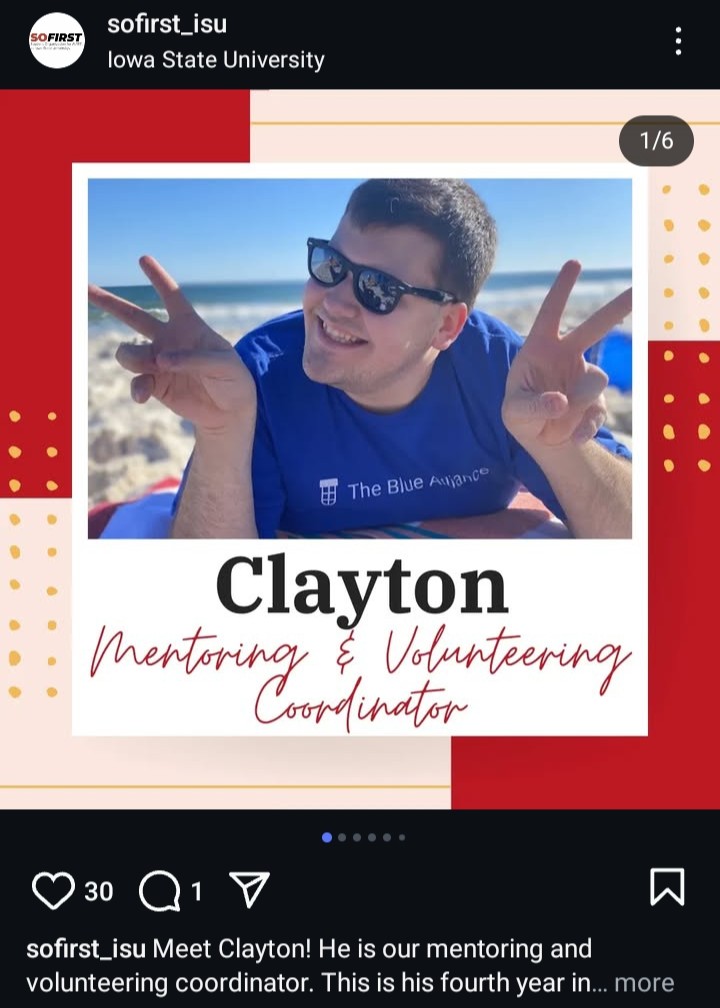 sofirst_isu
SOFIRST
Iowa State University
1/6
The Blue Alliance
Clayton
Mentoring & Volunteering
Coordinator
30
1
sofirst_isu Meet Clayton! He is our mentoring and
volunteering coordinator. This is his fourth year in... more